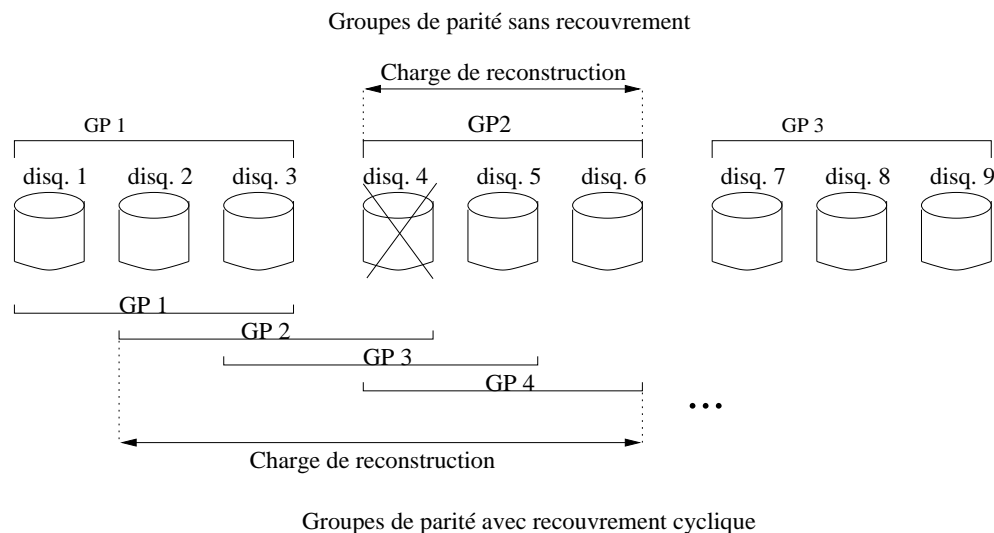 Groupes de parité sans recouvrement
Charge de reconstruction
GP 1
GP2
GP 3
disq. 1 disq. 2 disq. 3 disq. 4 disq. 5 disq. 6 disq. 7 disq. 8 disq. 9
GP 1
GP 2
GP 3
GP 4
...
Charge de reconstruction
Groupes de parité avec recouvrement cyclique